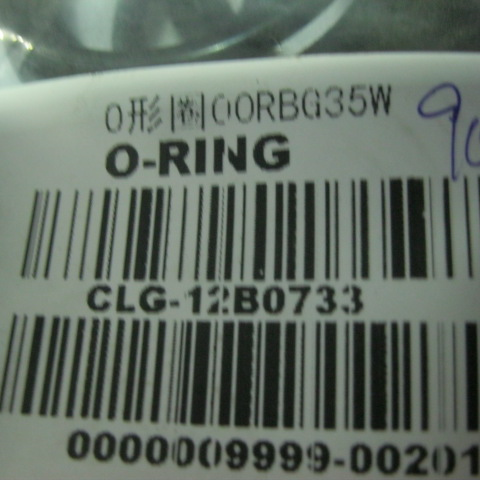 O形圈OORBG35W
O-RING
CLG-12B0733
0000009999-00201